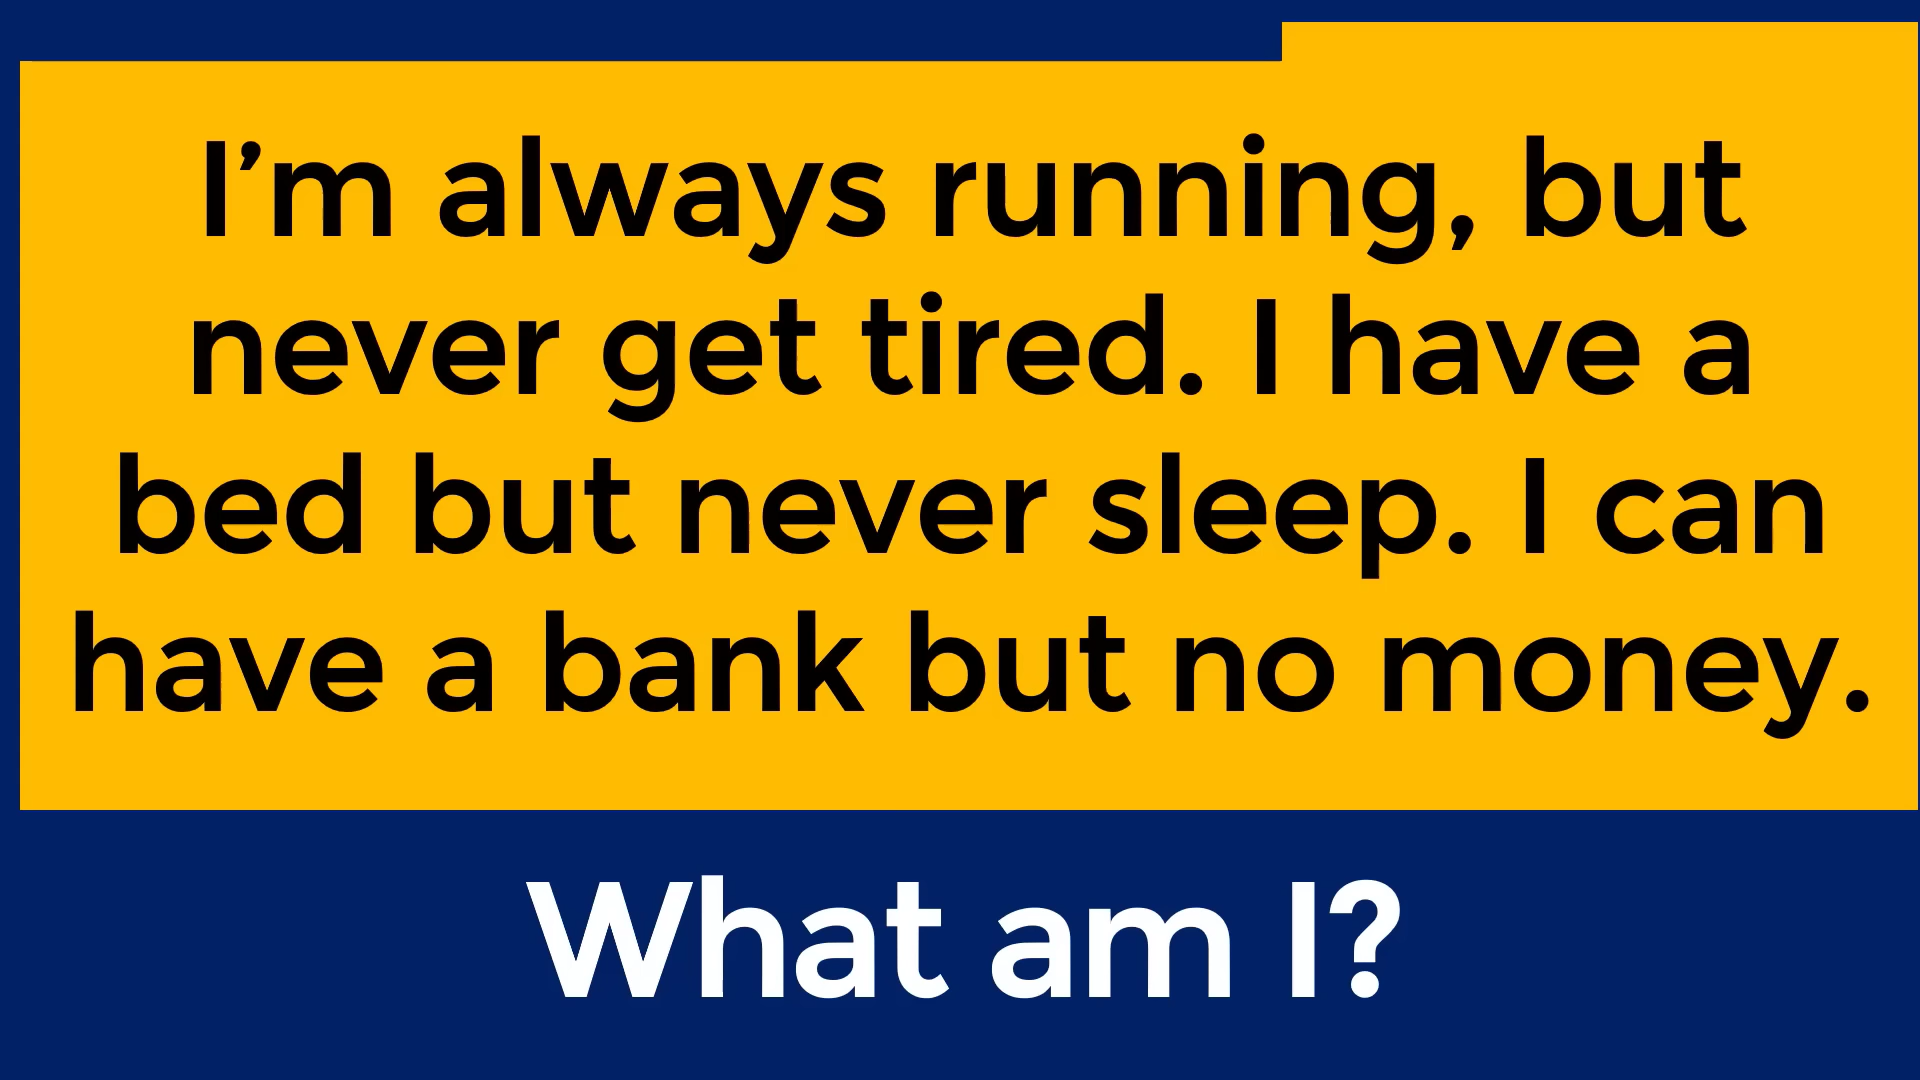 I’m always running, but
never get tired. I have a
bed but never sleep. I can
have a bank but no money.
What am I?